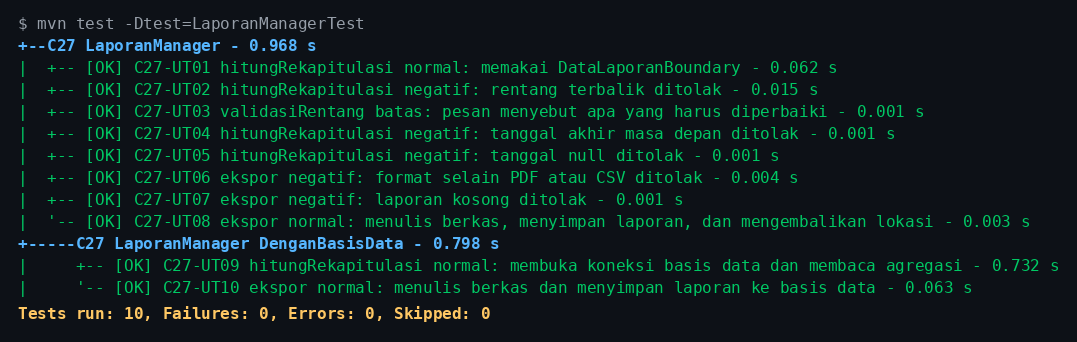 $ mvn test -Dtest=LaporanManagerTest
+--C27 LaporanManager - 0.968 s
|  +-- [OK] C27-UT01 hitungRekapitulasi normal: memakai DataLaporanBoundary - 0.062 s
|  +-- [OK] C27-UT02 hitungRekapitulasi negatif: rentang terbalik ditolak - 0.015 s
|  +-- [OK] C27-UT03 validasiRentang batas: pesan menyebut apa yang harus diperbaiki - 0.001 s
|  +-- [OK] C27-UT04 hitungRekapitulasi negatif: tanggal akhir masa depan ditolak - 0.001 s
|  +-- [OK] C27-UT05 hitungRekapitulasi negatif: tanggal null ditolak - 0.001 s
|  +-- [OK] C27-UT06 ekspor negatif: format selain PDF atau CSV ditolak - 0.004 s
|  +-- [OK] C27-UT07 ekspor negatif: laporan kosong ditolak - 0.001 s
|  '-- [OK] C27-UT08 ekspor normal: menulis berkas, menyimpan laporan, dan mengembalikan lokasi - 0.003 s
+-----C27 LaporanManager DenganBasisData - 0.798 s
|     +-- [OK] C27-UT09 hitungRekapitulasi normal: membuka koneksi basis data dan membaca agregasi - 0.732 s
|     '-- [OK] C27-UT10 ekspor normal: menulis berkas dan menyimpan laporan ke basis data - 0.063 s
Tests run: 10, Failures: 0, Errors: 0, Skipped: 0